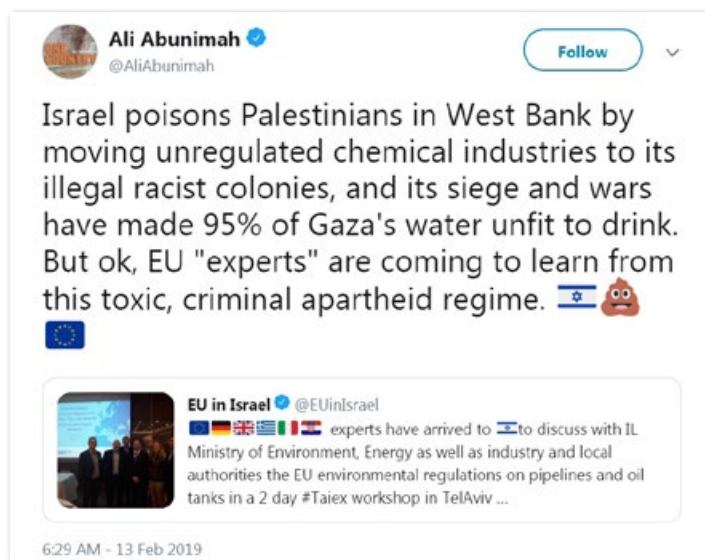 Ali Abunimah
@AliAbunimah
Follow
Israel poisons Palestinians in West Bank by
moving unregulated chemical industries to its
illegal racist colonies, and its siege and wars
have made 95% of Gaza's water unfit to drink.
But ok, EU "experts" are coming to learn from
this toxic, criminal apartheid regime. 🇮🇱💩
🇪🇺
EU in Israel @EUinIsrael
🇪🇺🇩🇪🇬🇧🇬🇷🇮🇹🇭🇷 experts have arrived to 🇮🇱to discuss with IL
Ministry of Environment, Energy as well as industry and local
authorities the EU environmental regulations on pipelines and oil
tanks in a 2 day #Taiex workshop in TelAviv ...
6:29 AM - 13 Feb 2019